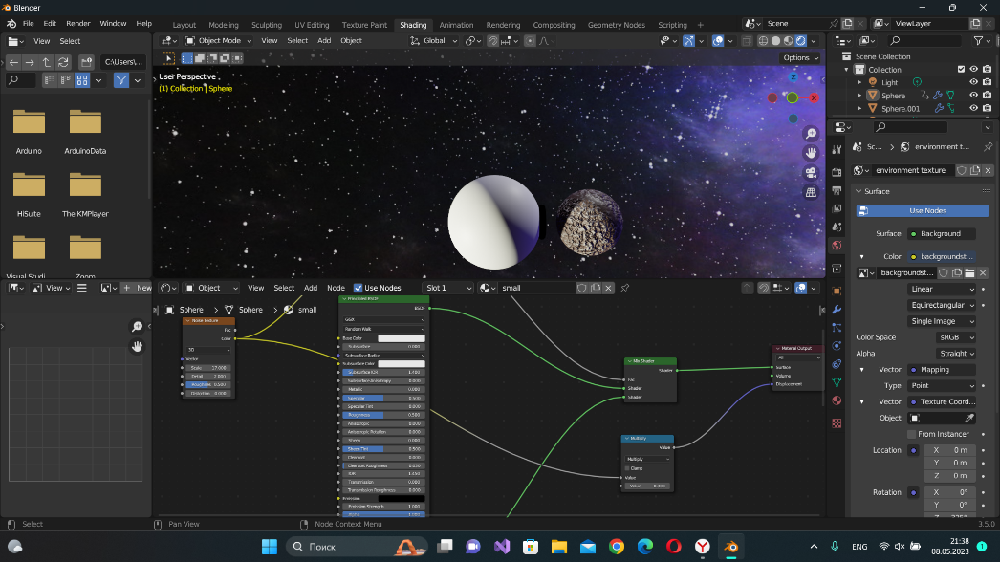 Blender
File Edit Render Window Help
Layout Modeling Sculpting UV Editing Texture Paint Shading Animation Rendering Compositing Geometry Nodes Scripting +
Scene
ViewLayer
View Select
Object Mode View Select Add Object Global
C:\Users\...
Options
User Perspective
(1) Collection | Sphere
Z
X
Arduino ArduinoData
HiSuite The KMPlayer
Visual Studi Zoom
Scene Collection
Collection
Light
Sphere
Sphere.001
Sc... > environment t...
environment texture
Surface
Use Nodes
Surface Background
Color backgroundst...
backgroundst...
Linear
Equirectangular
Single Image
Color Space sRGB
Alpha Straight
Vector Mapping
Type Point
Vector Texture Coord...
Object
From Instancer
Location X 0 m
Y 0 m
Z 0 m
Rotation X 0°
Y 0°
View
New
Object View Select Add Node Use Nodes Slot 1 small
Sphere > Sphere > small
Noise Texture
Fac
Color
3D
Vector
Scale 17.000
Detail 2.000
Roughness 0.500
Distortion 0.000
Principled BSDF
BSDF
GGX
Random Walk
Base Color
Subsurface 0.000
Subsurface Radius
Subsurface Color
Subsurface IOR 1.400
Subsurface Anisotropy 0.000
Metallic 0.000
Specular 0.500
Specular Tint 0.000
Roughness 0.500
Anisotropic 0.000
Anisotropic Rotation 0.000
Sheen 0.000
Sheen Tint 0.500
Clearcoat 0.000
Clearcoat Roughness 0.030
IOR 1.450
Transmission 0.000
Transmission Roughness 0.000
Emission
Emission Strength 1.000
Alpha 1.000
Mix Shader
Shader
Fac
Shader
Shader
Multiply
Value
Multiply
Clamp
Value
Value 0.300
Material Output
All
Surface
Volume
Displacement
Select Pan View Node Context Menu 3.5.0
Поиск
ENG
21:38
08.05.2023
1